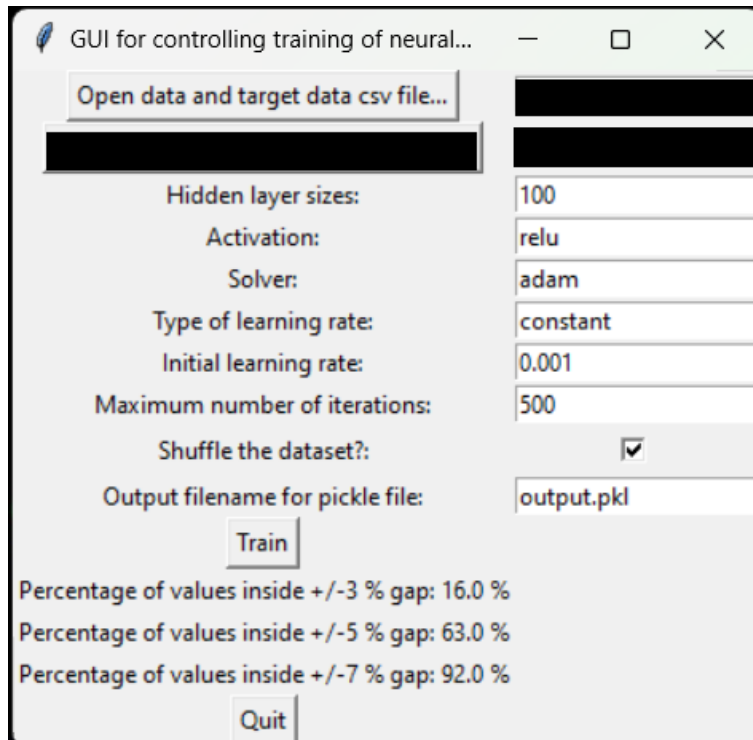 GUI for controlling training of neural...
Open data and target data csv file...
Hidden layer sizes: 100
Activation: relu
Solver: adam
Type of learning rate: constant
Initial learning rate: 0.001
Maximum number of iterations: 500
Shuffle the dataset?:
Output filename for pickle file: output.pkl
Train
Percentage of values inside +/-3 % gap: 16.0 %
Percentage of values inside +/-5 % gap: 63.0 %
Percentage of values inside +/-7 % gap: 92.0 %
Quit